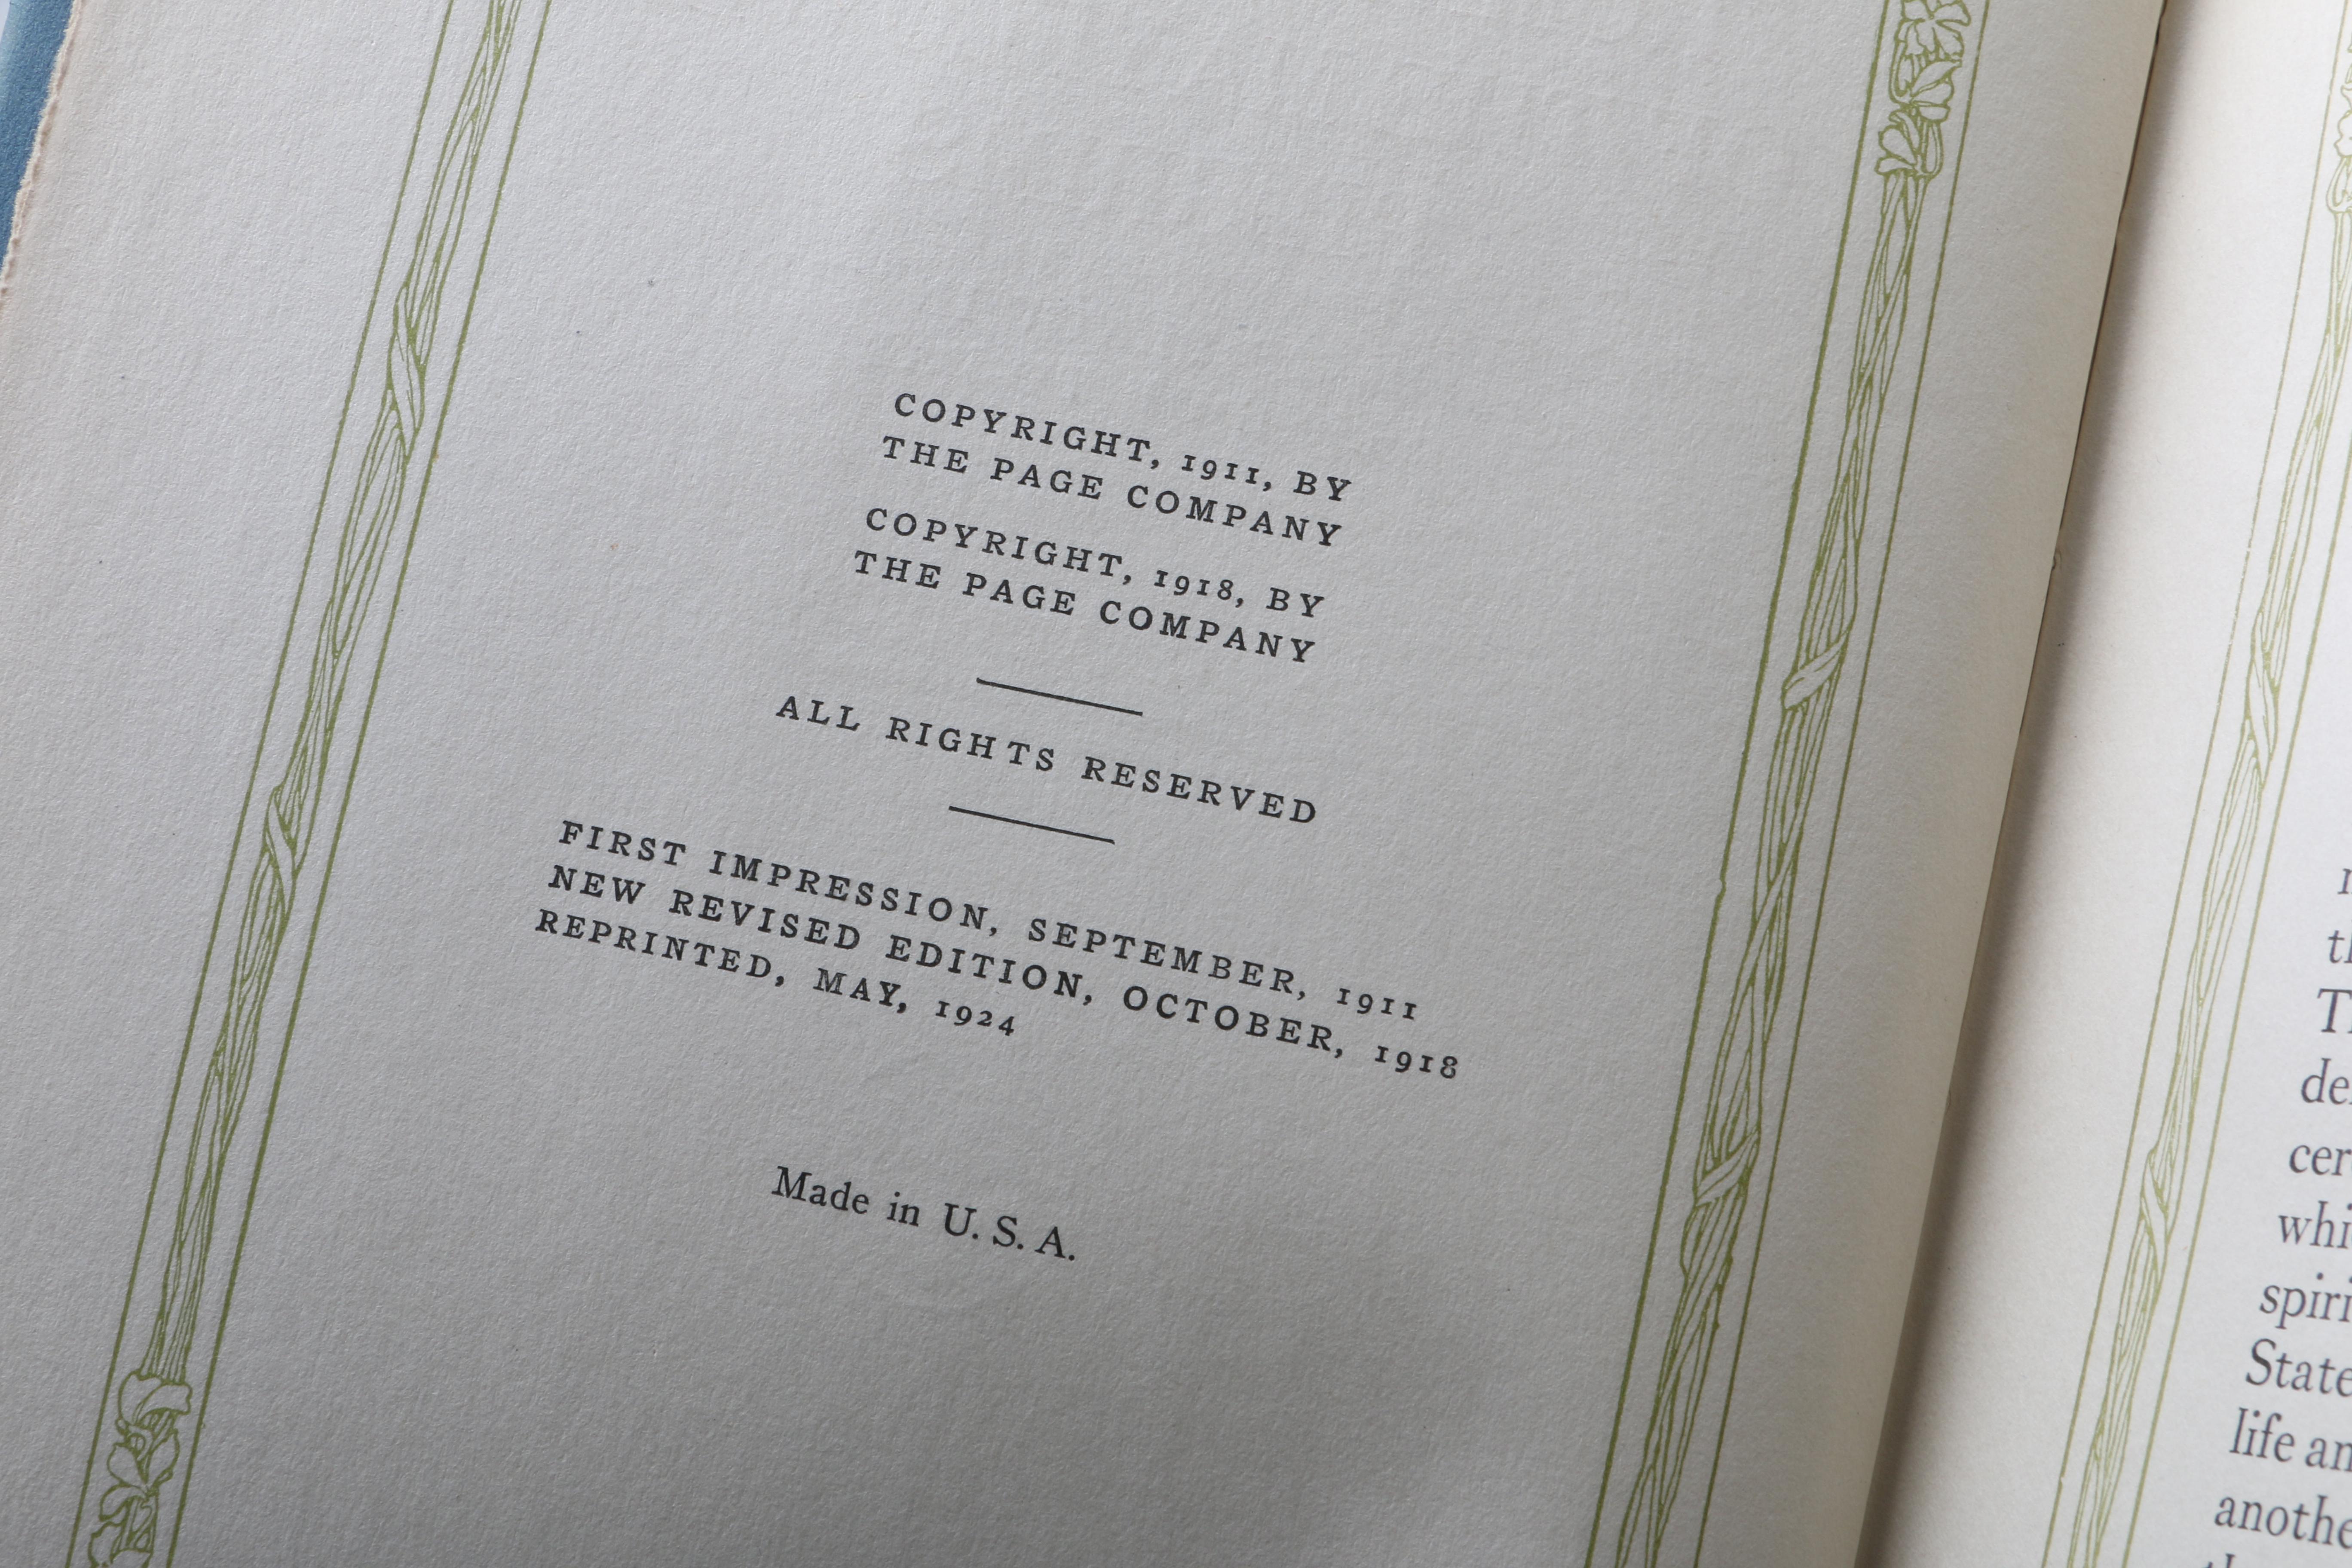 COPYRIGHT, 1911, BY
THE PAGE COMPANY
COPYRIGHT, 1918, BY
THE PAGE COMPANY
ALL RIGHTS RESERVED
FIRST IMPRESSION, SEPTEMBER, 1911
NEW REVISED EDITION, OCTOBER, 1918
REPRINTED, MAY, 1924
Made in U. S. A.
life